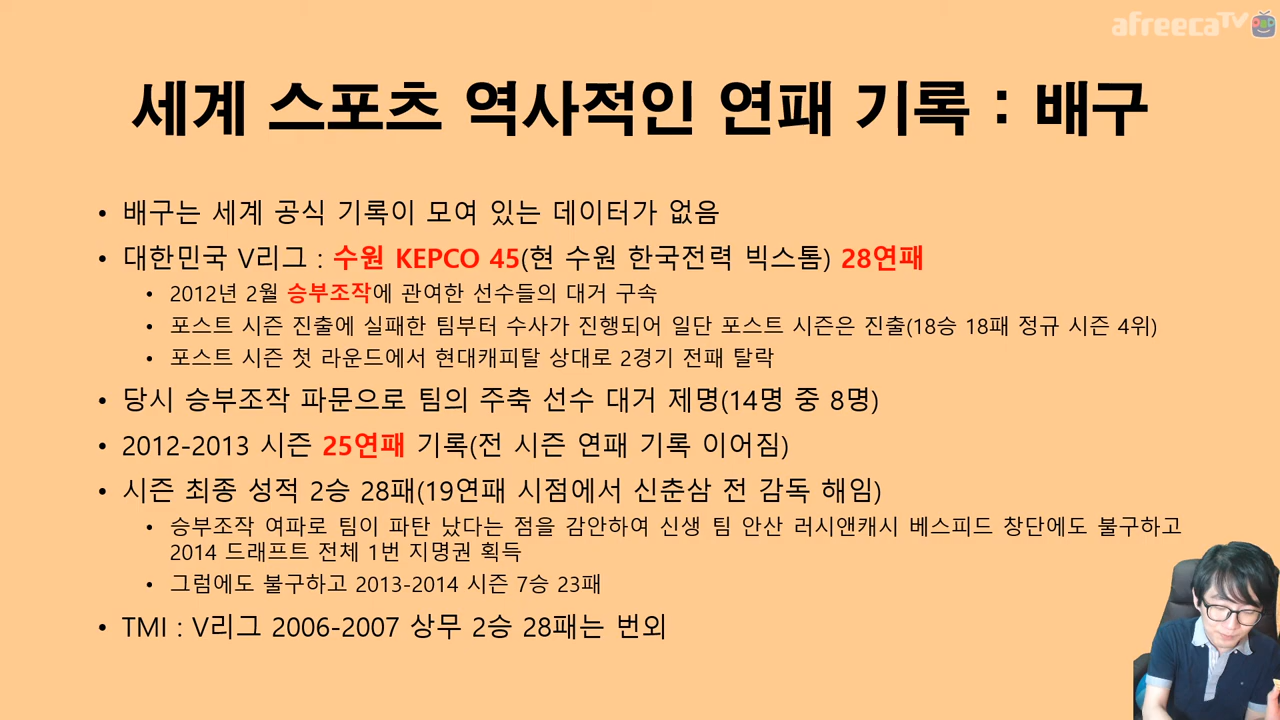 afreecaTV
세계 스포츠 역사적인 연패 기록 : 배구
• 배구는 세계 공식 기록이 모여 있는 데이터가 없음
• 대한민국 V리그 : 수원 KEPCO 45(현 수원 한국전력 빅스톰) 28연패
• 2012년 2월 승부조작에 관여한 선수들의 대거 구속
• 포스트 시즌 진출에 실패한 팀부터 수사가 진행되어 일단 포스트 시즌은 진출(18승 18패 정규 시즌 4위)
• 포스트 시즌 첫 라운드에서 현대캐피탈 상대로 2경기 전패 탈락
• 당시 승부조작 파문으로 팀의 주축 선수 대거 제명(14명 중 8명)
• 2012-2013 시즌 25연패 기록(전 시즌 연패 기록 이어짐)
• 시즌 최종 성적 2승 28패(19연패 시점에서 신춘삼 전 감독 해임)
• 승부조작 여파로 팀이 파탄 났다는 점을 감안하여 신생 팀 안산 러시앤캐시 베스피드 창단에도 불구하고
2014 드래프트 전체 1번 지명권 획득
• 그럼에도 불구하고 2013-2014 시즌 7승 23패
• TMI : V리그 2006-2007 상무 2승 28패는 번외